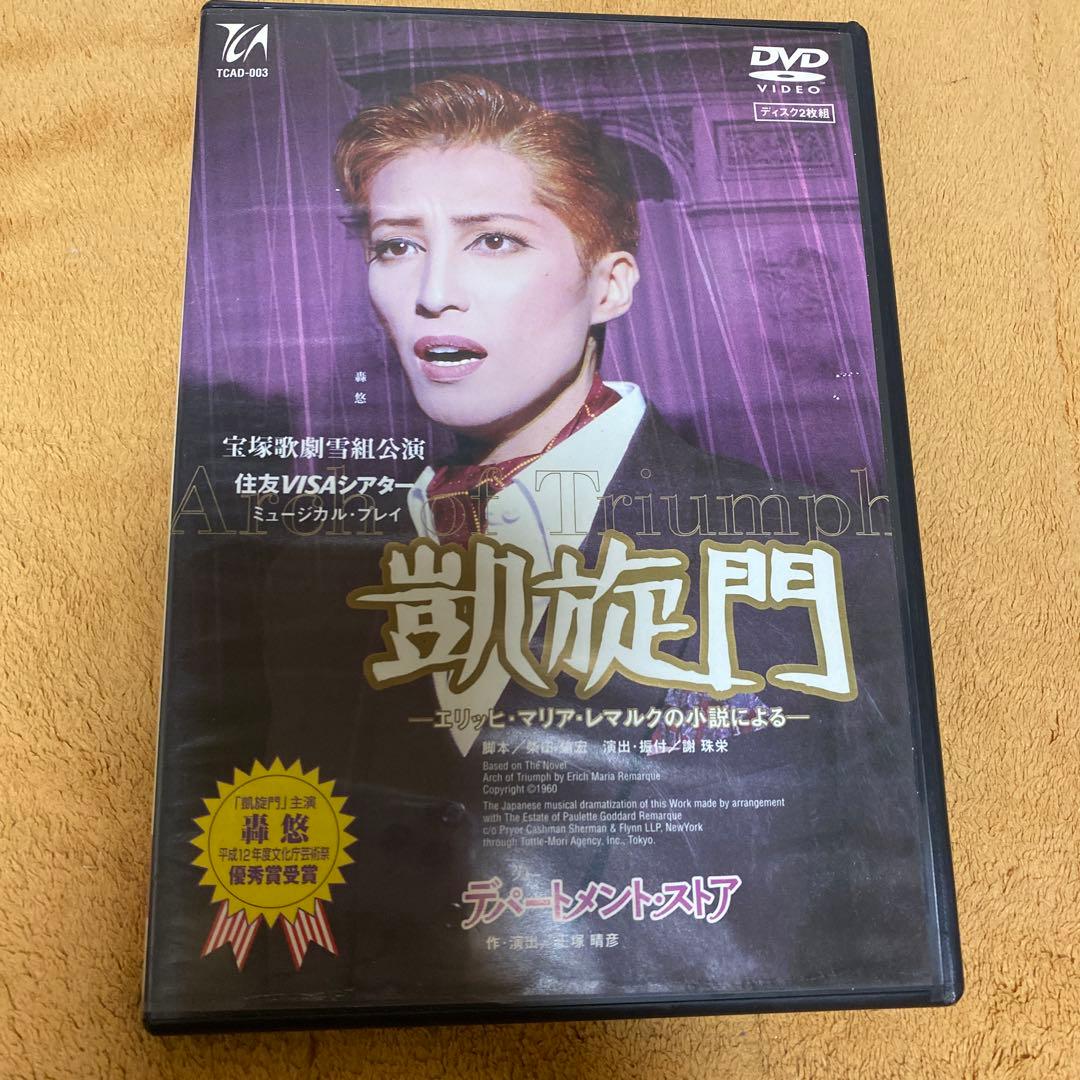 TCA
TCAD-003
DVD
VIDEO
ディスク2枚組
轟
悠
宝塚歌劇雪組公演
住友VISAシアター
ミュージカル・プレイ
Arch of Triumph
凱旋門
―エリッヒ・マリア・レマルクの小説による―
脚本／柴田侑宏 演出・振付／謝 珠栄
Based on The Novel
Arch of Triumph by Erich Maria Remarque
Copyright ©1960
The Japanese musical dramatization of this Work made by arrangement
with The Estate of Paulette Goddard Remarque
c/o Pryor Cashman Sherman & Flynn LLP, NewYork
through Tuttle-Mori Agency, Inc., Tokyo.
「凱旋門」主演
轟 悠
平成12年度文化庁芸術祭
優秀賞受賞
デパートメント・ストア
作・演出／正塚 晴彦